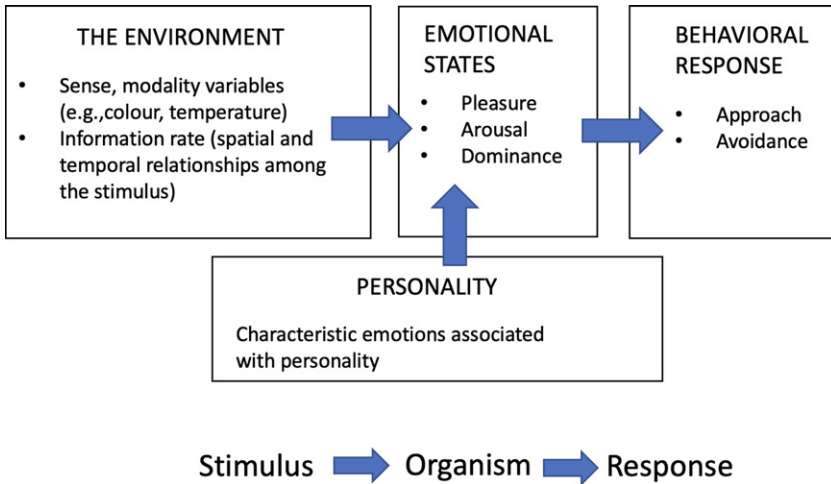 THE ENVIRONMENT
• Sense, modality variables
(e.g.,colour, temperature)
• Information rate (spatial and
temporal relationships among
the stimulus)
EMOTIONAL
STATES
• Pleasure
• Arousal
• Dominance
BEHAVIORAL
RESPONSE
• Approach
• Avoidance
PERSONALITY
Characteristic emotions associated
with personality
Stimulus Organism Response